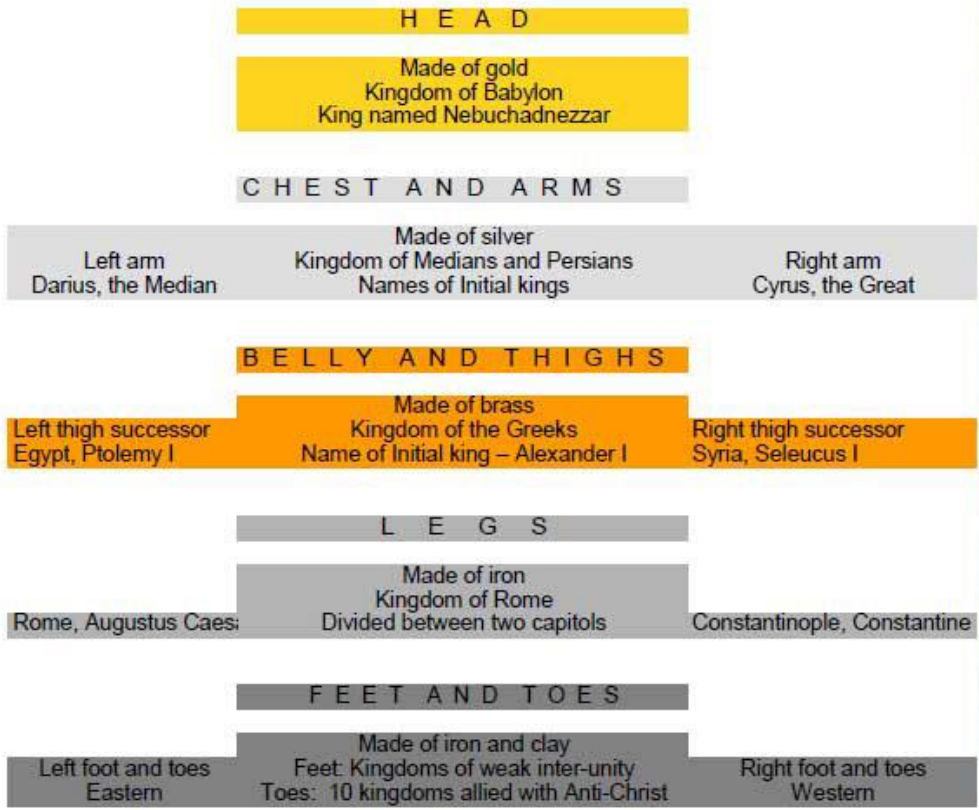 H E A D
Made of gold
Kingdom of Babylon
King named Nebuchadnezzar
C H E S T A N D A R M S
Made of silver
Left arm Kingdom of Medians and Persians Right arm
Darius, the Median Names of Initial kings Cyrus, the Great
B E L L Y A N D T H I G H S
Made of brass
Left thigh successor Kingdom of the Greeks Right thigh successor
Egypt, Ptolemy I Name of Initial king – Alexander I Syria, Seleucus I
L E G S
Made of iron
Kingdom of Rome
Rome, Augustus Caesa Divided between two capitols Constantinople, Constantine
F E E T A N D T O E S
Made of iron and clay
Left foot and toes Feet: Kingdoms of weak inter-unity Right foot and toes
Eastern Toes: 10 kingdoms allied with Anti-Christ Western